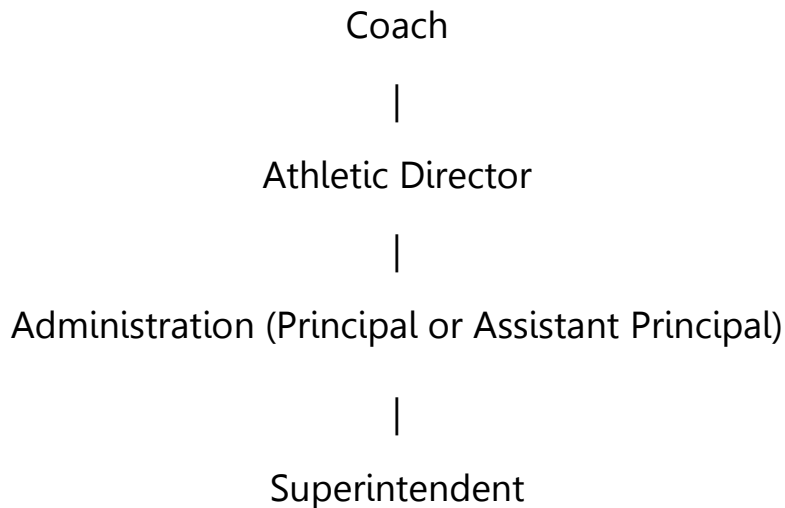 Coach
|
Athletic Director
|
Administration (Principal or Assistant Principal)
|
Superintendent